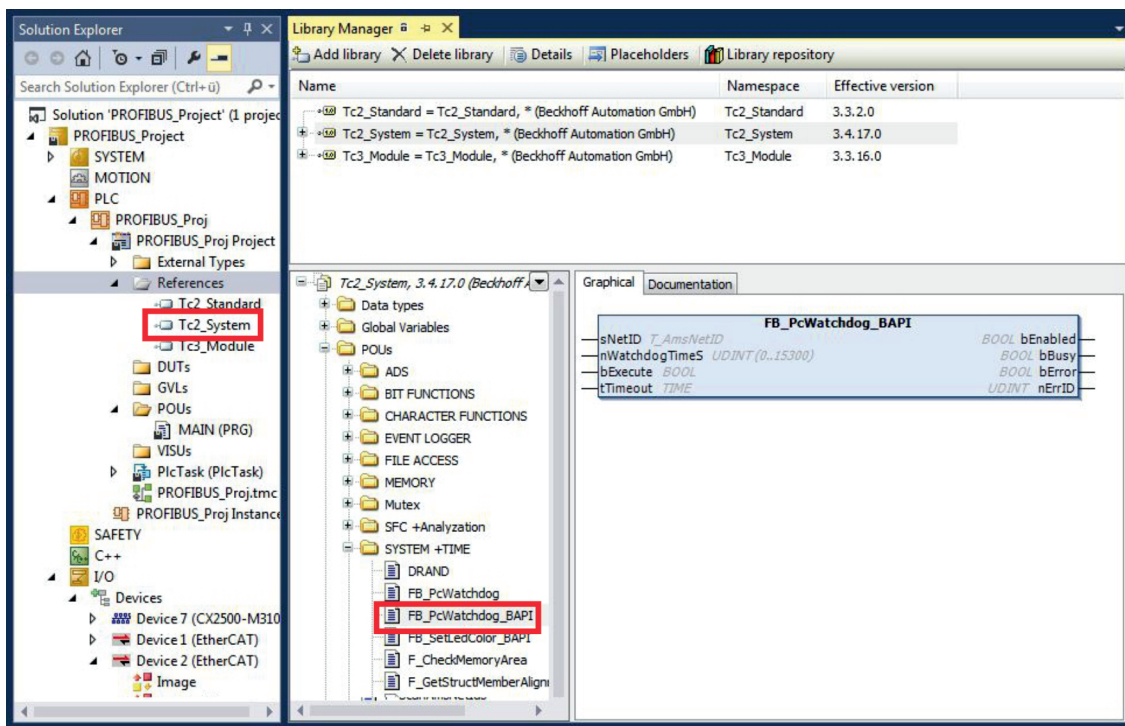 Solution Explorer
Search Solution Explorer (Ctrl+ü)
Solution 'PROFIBUS_Project' (1 projec
PROFIBUS_Project
SYSTEM
MOTION
PLC
PROFIBUS_Proj
PROFIBUS_Proj Project
External Types
References
Tc2_Standard
Tc2_System
Tc3_Module
DUTs
GVLs
POUs
MAIN (PRG)
VISUs
PlcTask (PlcTask)
PROFIBUS_Proj.tmc
PROFIBUS_Proj Instance
SAFETY
C++
I/O
Devices
Device 7 (CX2500-M310
Device 1 (EtherCAT)
Device 2 (EtherCAT)
Image
Library Manager
Add library Delete library Details Placeholders Library repository
Name Namespace Effective version
Tc2_Standard = Tc2_Standard, * (Beckhoff Automation GmbH) Tc2_Standard 3.3.2.0
Tc2_System = Tc2_System, * (Beckhoff Automation GmbH) Tc2_System 3.4.17.0
Tc3_Module = Tc3_Module, * (Beckhoff Automation GmbH) Tc3_Module 3.3.16.0
Tc2_System, 3.4.17.0 (Beckhoff A
Data types
Global Variables
POUs
ADS
BIT FUNCTIONS
CHARACTER FUNCTIONS
EVENT LOGGER
FILE ACCESS
MEMORY
Mutex
SFC +Analyzation
SYSTEM +TIME
DRAND
FB_PcWatchdog
FB_PcWatchdog_BAPI
FB_SetLedColor_BAPI
F_CheckMemoryArea
F_GetStructMemberAlignm
Graphical Documentation
FB_PcWatchdog_BAPI
sNetID T_AmsNetID BOOL bEnabled
nWatchdogTimeS UDINT (0..15300) BOOL bBusy
bExecute BOOL BOOL bError
tTimeout TIME UDINT nErrID